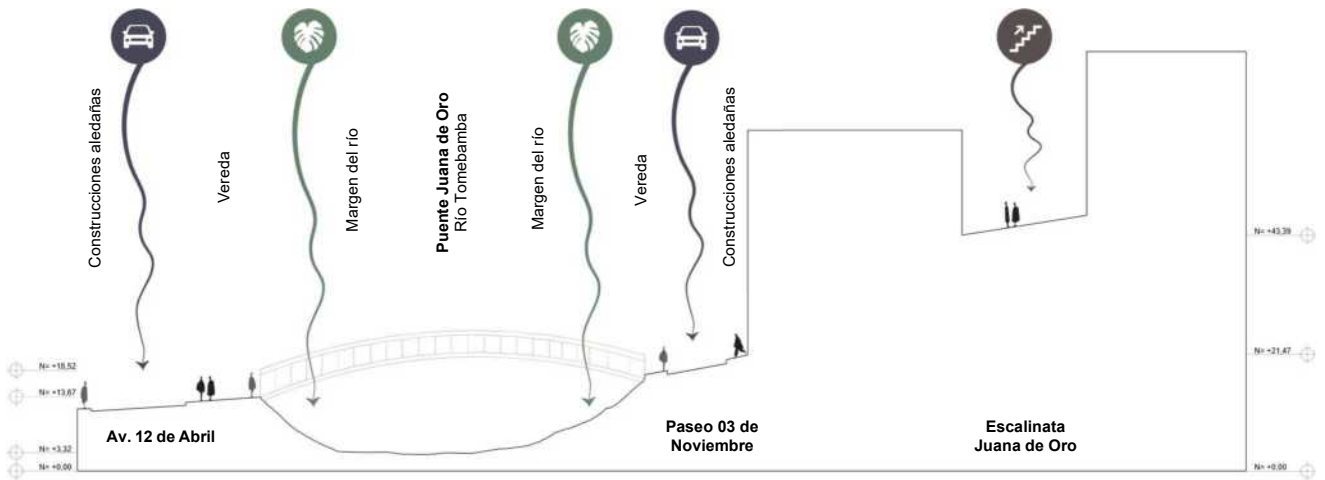 Construcciones aledañas
Vereda
Margen del río
Puente Juana de Oro
Río Tomebamba
Margen del río
Vereda
Construcciones aledañas
N= +43,39
N= +21,47
N= +18,52
N= +13,67
Av. 12 de Abril
Paseo 03 de
Noviembre
Escalinata
Juana de Oro
N= +3,32
N= +0,00
N= +0,00